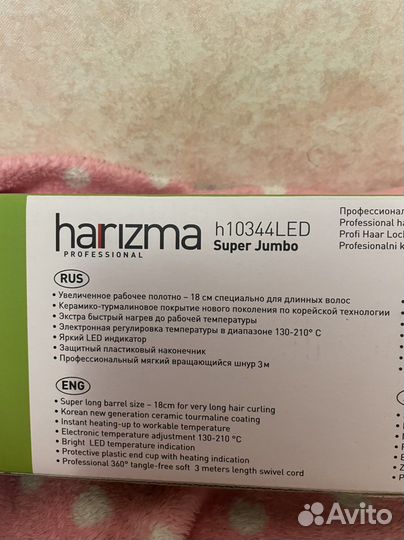 harizma
PROFESSIONAL
h10344LED
Super Jumbo
Professional
Profi Haar
Profesionalni
RUS
• Увеличенное рабочее полотно – 18 см специально для длинных волос
• Керамико-турмалиновое покрытие нового поколения по корейской технологии
• Экстра быстрый нагрев до рабочей температуры
• Электронная регулировка температуры в диапазоне 130-210° C
• Яркий LED индикатор
• Защитный пластиковый наконечник
• Профессиональный мягкий вращающийся шнур 3 м
ENG
• Super long barrel size – 18cm for very long hair curling
• Korean new generation ceramic tourmaline coating
• Instant heating-up to workable temperature
• Electronic temperature adjustment 130-210 °C
• Bright LED temperature indication
• Protective plastic end cup with heating indication
• Professional 360° tangle-free soft 3 meters length swivel cord
Avito